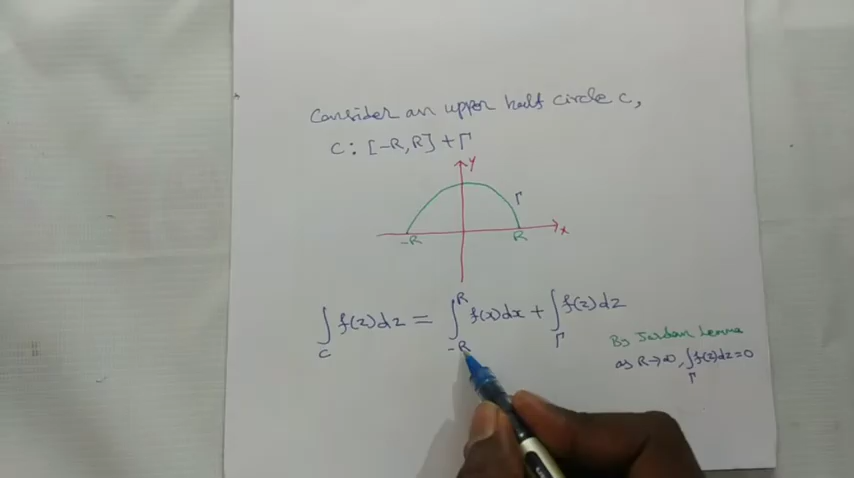 Consider an upper half circle C,
C: [-R, R] + Γ
y
Γ
-R R x
∫_C f(z)dz = ∫_{-R}^{R} f(x)dx + ∫_Γ f(z)dz
By Jordan Lemma
as R→∞, ∫_Γ f(z)dz=0